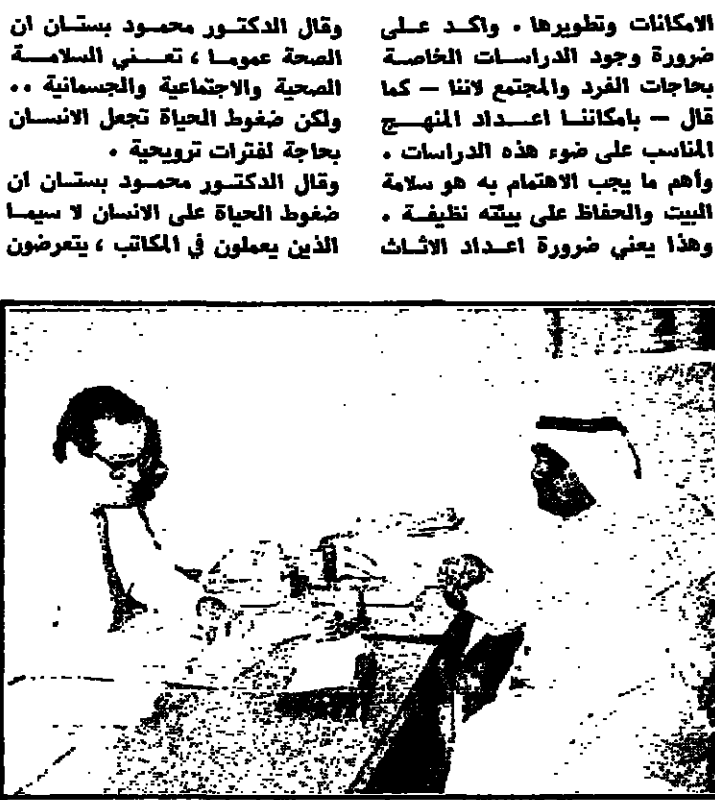 الامكانات وتطويرها . واكد على
ضرورة وجود الدراسات الخاصة
بحاجات الفرد والمجتمع لاننا — كما
قال — بامكاننا اعداد المنهج
المناسب على ضوء هذه الدراسات .
وأهم ما يجب الاهتمام به هو سلامة
البيت والحفاظ على بيئته نظيفة .
وهذا يعني ضرورة اعداد الاثاث
وقال الدكتور محمود بستان ان
الصحة عموما ، تعني السلامة
الصحية والاجتماعية والجسمانية ..
ولكن ضغوط الحياة تجعل الانسان
بحاجة لفترات ترويحية .
وقال الدكتور محمود بستان ان
ضغوط الحياة على الانسان لا سيما
الذين يعملون في المكاتب ، يتعرضون